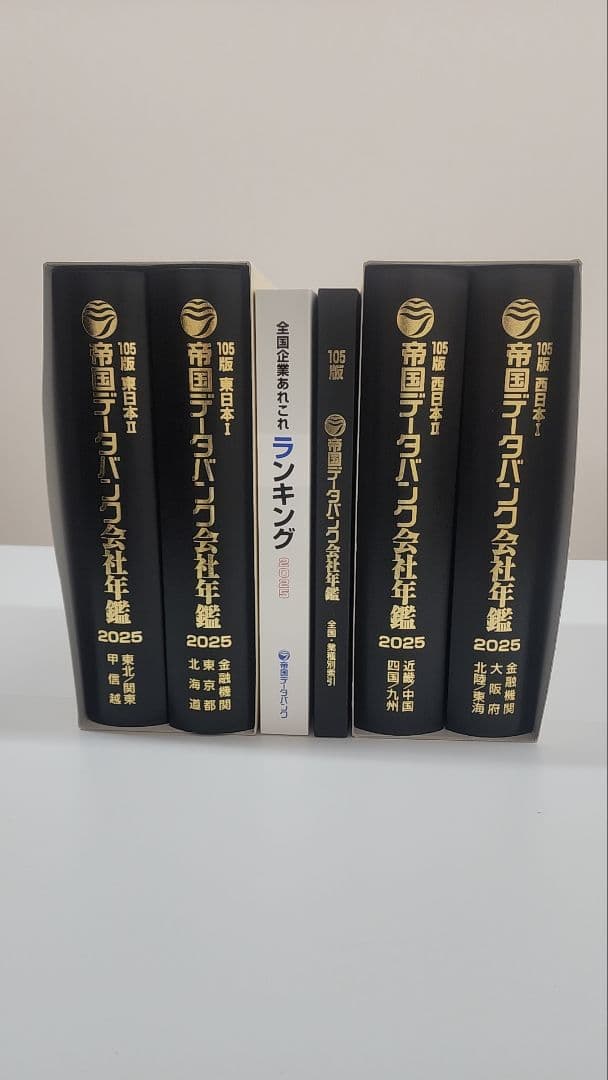 105版 東日本Ⅱ
帝国データバンク会社年鑑
2025
東北/関東
甲信越
105版 東日本Ⅰ
帝国データバンク会社年鑑
2025
金融機関
東京都
北海道
全国企業あれこれ
ランキング
2025
帝国データバンク
105版
帝国データバンク会社年鑑
全国・業種別索引
105版 西日本Ⅱ
帝国データバンク会社年鑑
2025
近畿/中国
四国/九州
105版 西日本Ⅰ
帝国データバンク会社年鑑
2025
金融機関
大阪府
北陸/東海